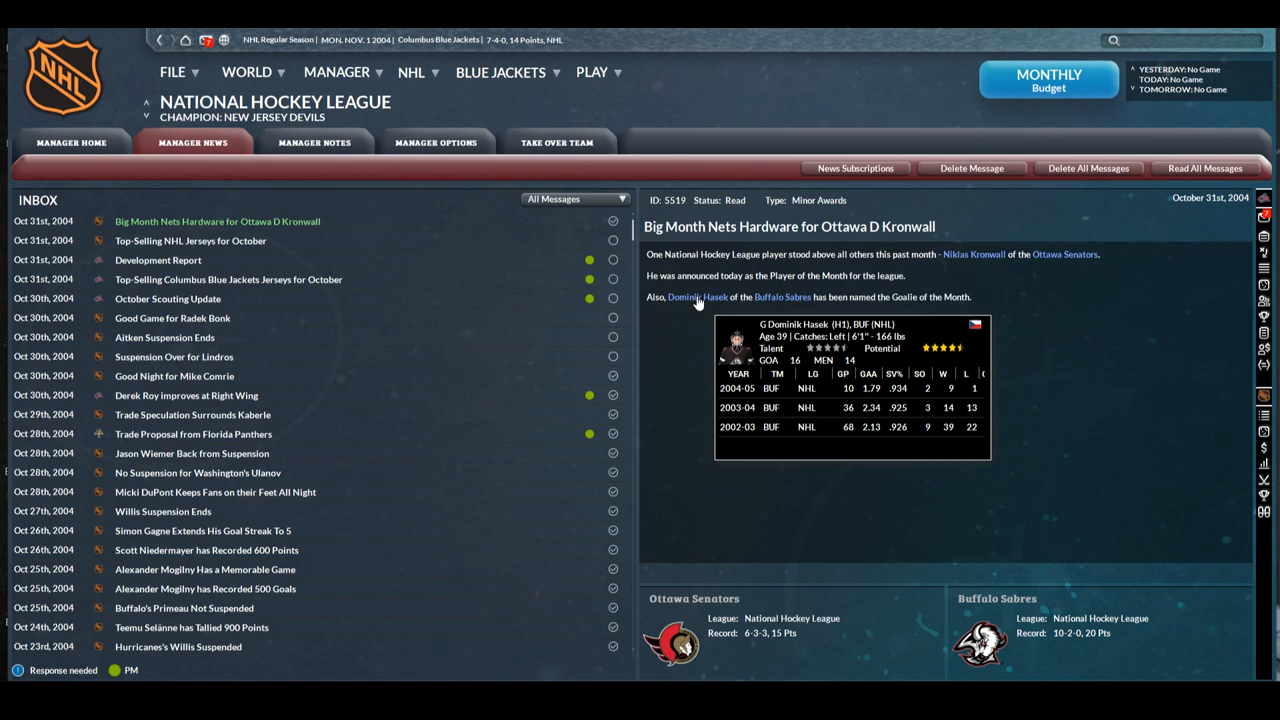 NHL Regular Season | MON. NOV. 1 2004 | Columbus Blue Jackets | 7-4-0, 14 Points, NHL
7
NHL
FILE WORLD MANAGER NHL BLUE JACKETS PLAY
MONTHLY
Budget
YESTERDAY: No Game
TODAY: No Game
TOMORROW: No Game
NATIONAL HOCKEY LEAGUE
CHAMPION: NEW JERSEY DEVILS
MANAGER HOME MANAGER NEWS MANAGER NOTES MANAGER OPTIONS TAKE OVER TEAM
News Subscriptions Delete Message Delete All Messages Read All Messages
INBOX All Messages
Oct 31st, 2004 Big Month Nets Hardware for Ottawa D Kronwall
Oct 31st, 2004 Top-Selling NHL Jerseys for October
Oct 31st, 2004 Development Report
Oct 31st, 2004 Top-Selling Columbus Blue Jackets Jerseys for October
Oct 30th, 2004 October Scouting Update
Oct 30th, 2004 Good Game for Radek Bonk
Oct 30th, 2004 Aitken Suspension Ends
Oct 30th, 2004 Suspension Over for Lindros
Oct 30th, 2004 Good Night for Mike Comrie
Oct 30th, 2004 Derek Roy improves at Right Wing
Oct 29th, 2004 Trade Speculation Surrounds Kaberle
Oct 28th, 2004 Trade Proposal from Florida Panthers
Oct 28th, 2004 Jason Wiemer Back from Suspension
Oct 28th, 2004 No Suspension for Washington's Ulanov
Oct 28th, 2004 Micki DuPont Keeps Fans on their Feet All Night
Oct 27th, 2004 Willis Suspension Ends
Oct 26th, 2004 Simon Gagne Extends His Goal Streak To 5
Oct 26th, 2004 Scott Niedermayer has Recorded 600 Points
Oct 25th, 2004 Alexander Mogilny Has a Memorable Game
Oct 25th, 2004 Alexander Mogilny has Recorded 500 Goals
Oct 25th, 2004 Buffalo's Primeau Not Suspended
Oct 24th, 2004 Teemu Selänne has Tallied 900 Points
Oct 23rd, 2004 Hurricanes's Willis Suspended
Response needed PM
ID: 5519 Status: Read Type: Minor Awards October 31st, 2004
Big Month Nets Hardware for Ottawa D Kronwall
One National Hockey League player stood above all others this past month - Niklas Kronwall of the Ottawa Senators.
He was announced today as the Player of the Month for the league.
Also, Dominik Hasek of the Buffalo Sabres has been named the Goalie of the Month.
G Dominik Hasek (H1), BUF (NHL)
Age 39 | Catches: Left | 6'1" - 166 lbs
Talent Potential
GOA 16 MEN 14
YEAR TM LG GP GAA SV% SO W L
2004-05 BUF NHL 10 1.79 .934 2 9 1
2003-04 BUF NHL 36 2.34 .925 3 14 13
2002-03 BUF NHL 68 2.13 .926 9 39 22
Ottawa Senators
League: National Hockey League
Record: 6-3-3, 15 Pts
Buffalo Sabres
League: National Hockey League
Record: 10-2-0, 20 Pts
7